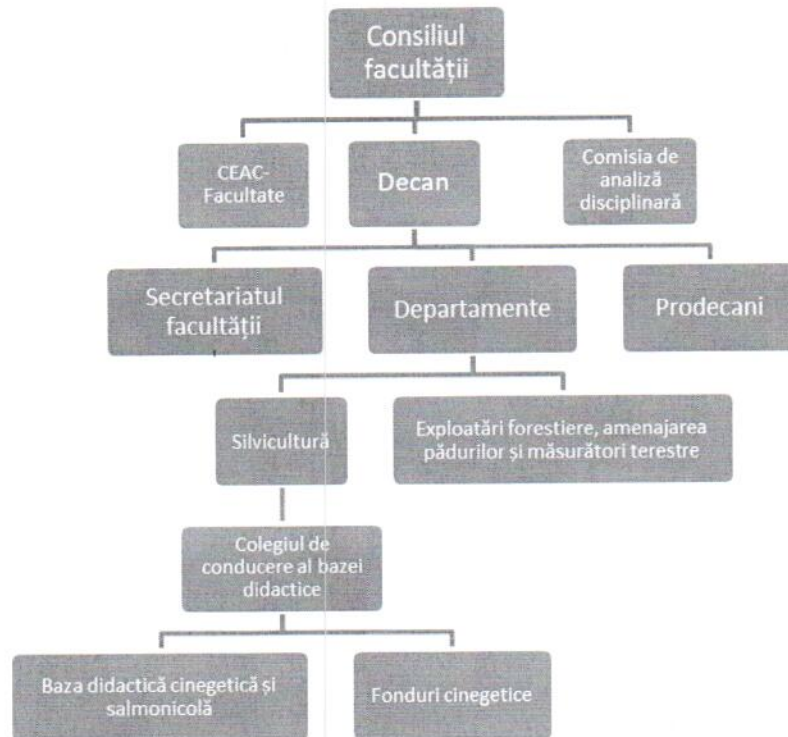 Consiliul
facultății
CEAC-
Facultate
Decan
Comisia de
analiză
disciplinară
Secretariatul
facultății
Departamente
Prodecani
Silvicultură
Exploatări forestiere, amenajarea
pădurilor și măsurători terestre
Colegiul de
conducere al bazei
didactice
Baza didactică cinegetică și
salmonicolă
Fonduri cinegetice